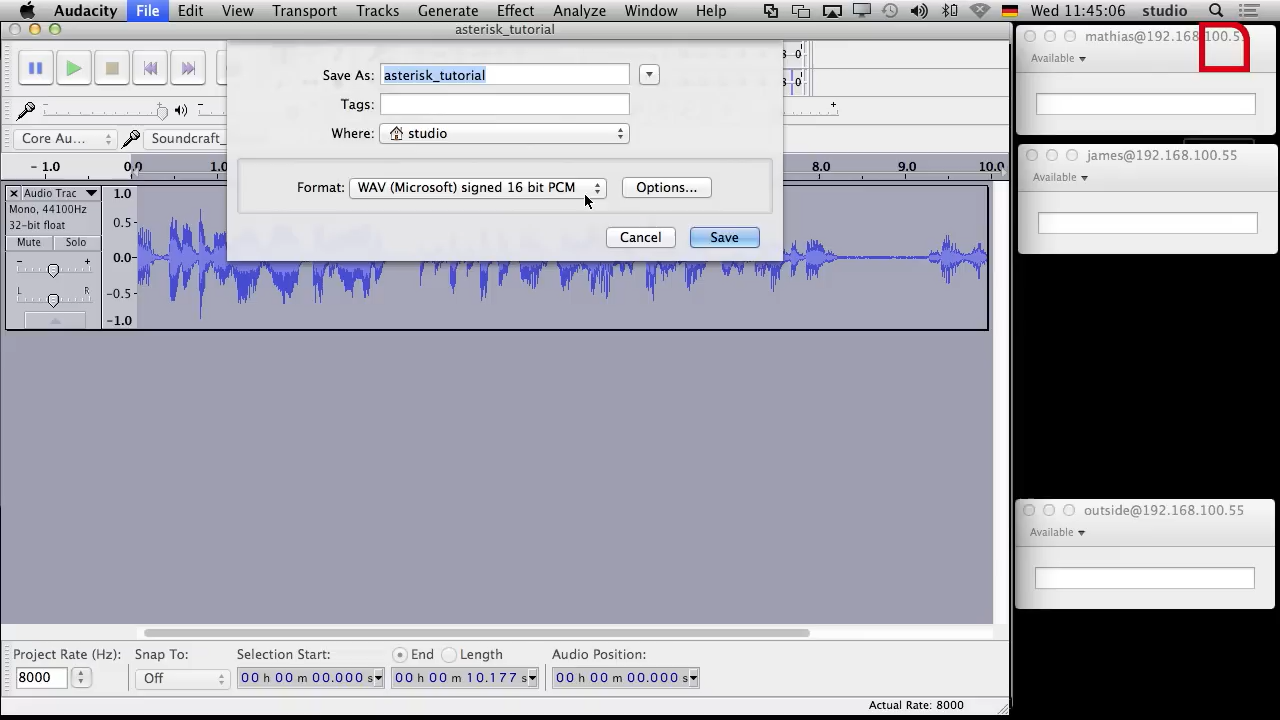 Audacity File Edit View Transport Tracks Generate Effect Analyze Window Help Wed 11:45:06 studio
asterisk_tutorial
Save As: asterisk_tutorial
Tags:
Where: studio
Format: WAV (Microsoft) signed 16 bit PCM Options...
Cancel Save
Core Au... Soundcraft_
- 1.0 1.0 8.0 9.0 10.0
Audio Trac
Mono, 44100Hz
32-bit float
Mute Solo
- +
L R
1.0
0.5
0.0
-0.5
-1.0
Project Rate (Hz): Snap To: Selection Start: End Length Audio Position:
8000 Off 00 h 00 m 00.000 s 00 h 00 m 10.177 s 00 h 00 m 00.000 s
Actual Rate: 8000
mathias@192.168.100.55
Available
james@192.168.100.55
Available
outside@192.168.100.55
Available